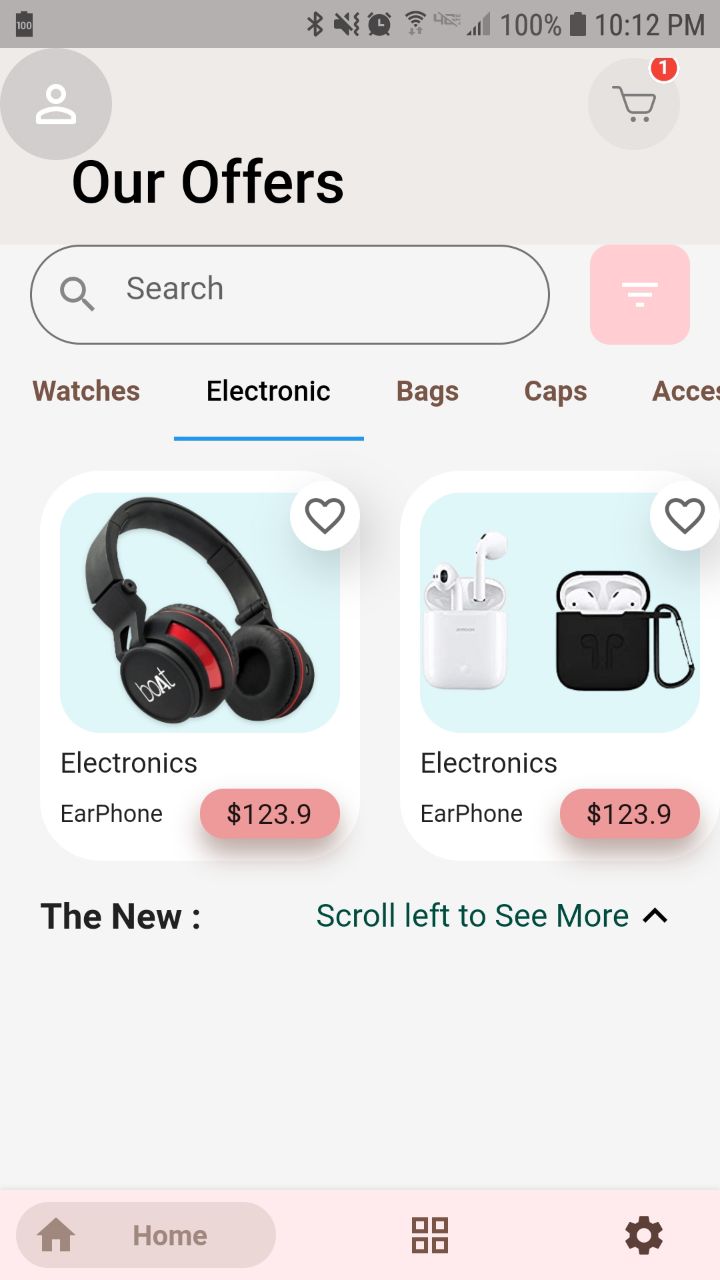 100
100% 10:12 PM
1
Our Offers
Search
Watches Electronic Bags Caps Acces
boAt
Electronics
EarPhone $123.9
Electronics
EarPhone $123.9
The New : Scroll left to See More
Home